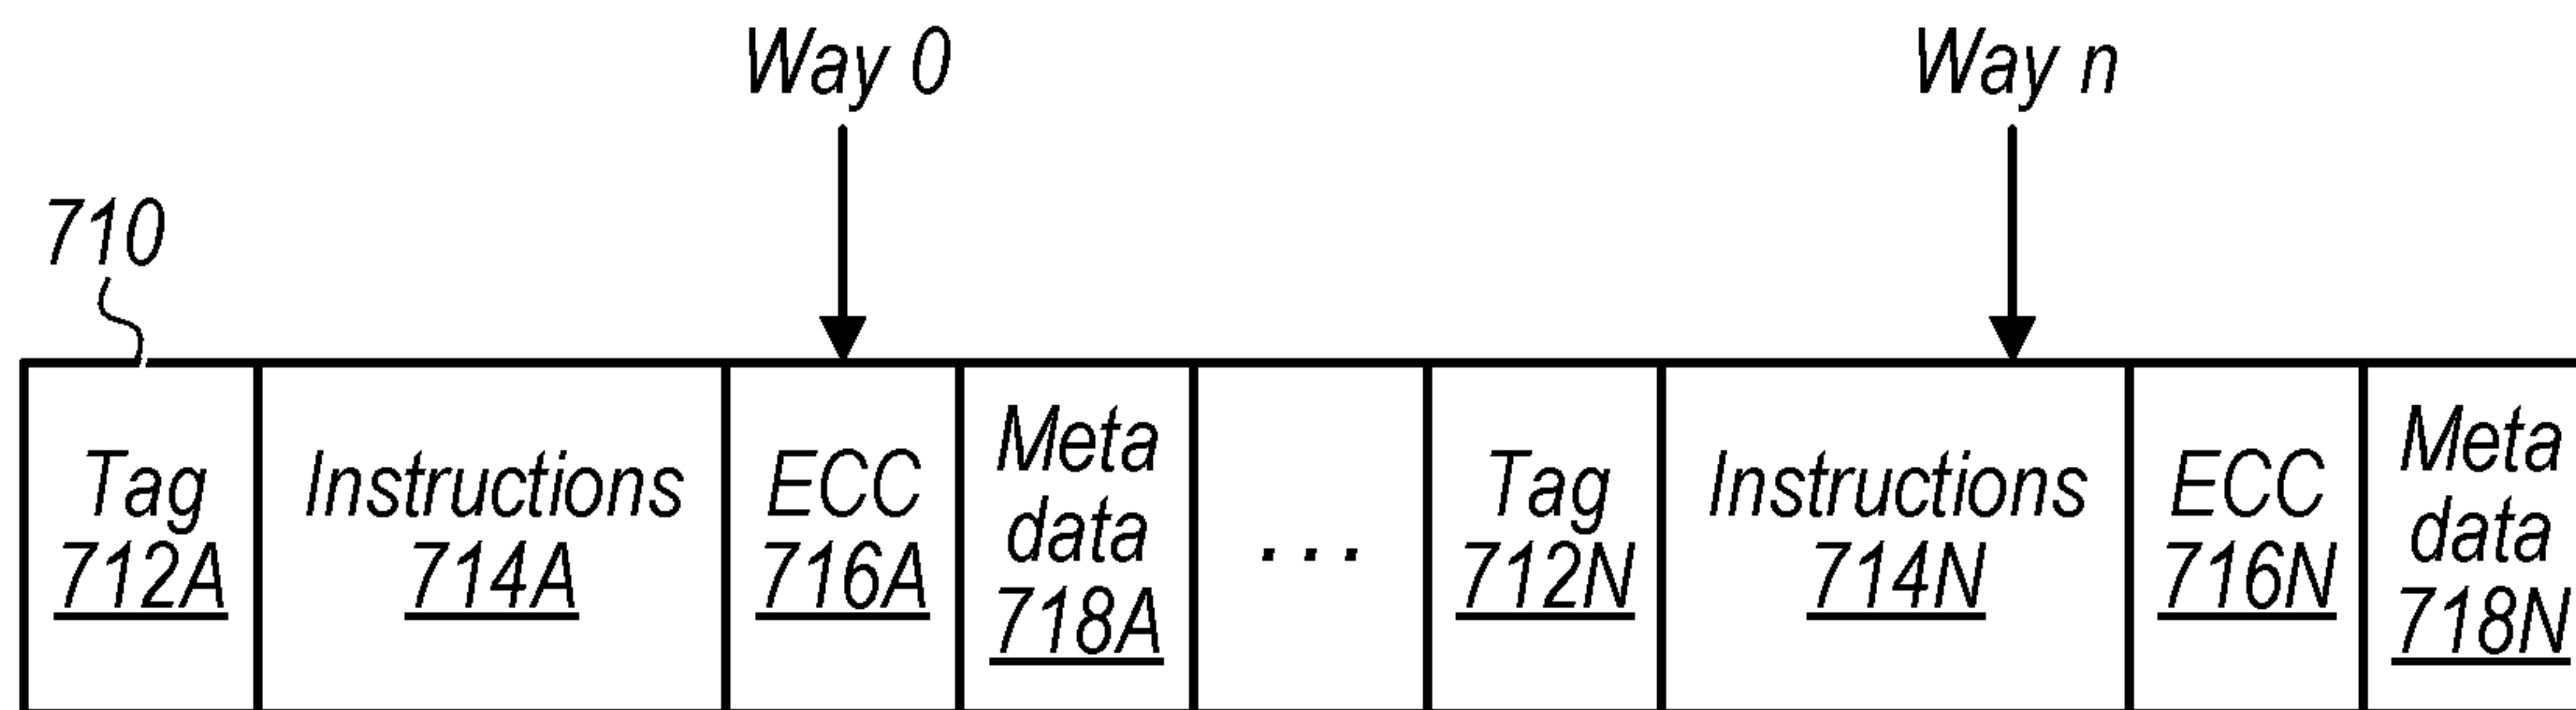 Way 0
Way n
710
Tag
712A
Instructions
714A
ECC
716A
Meta
data
718A
...
Tag
712N
Instructions
714N
ECC
716N
Meta
data
718N